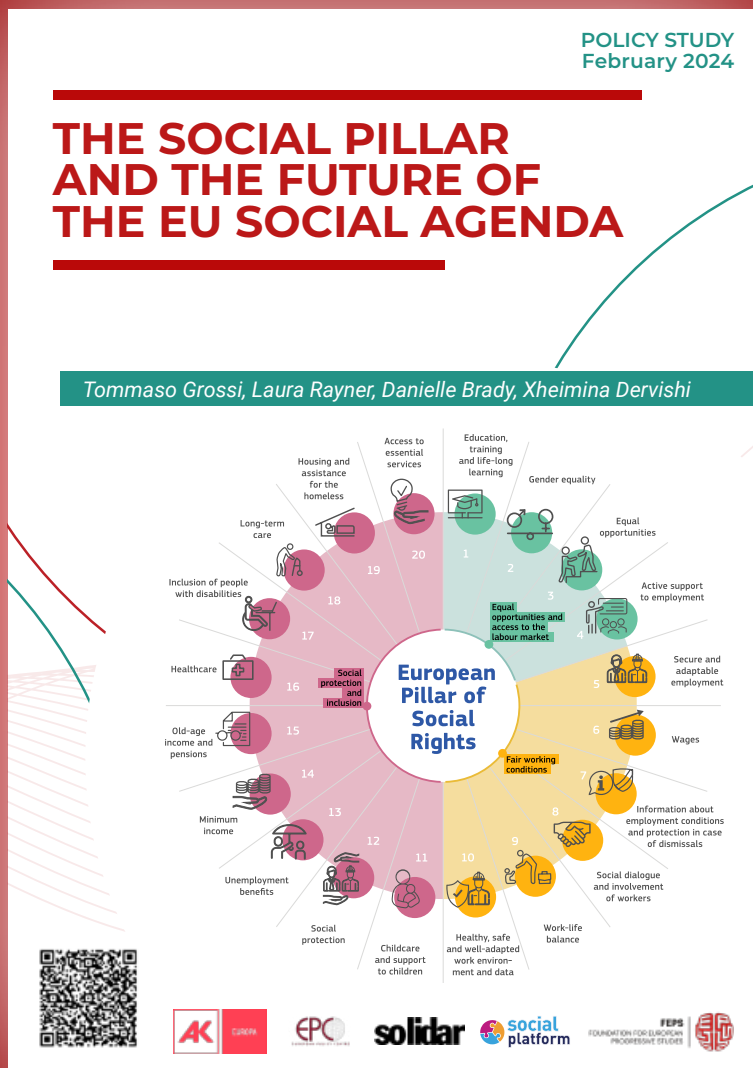 POLICY STUDY
February 2024
THE SOCIAL PILLAR
AND THE FUTURE OF
THE EU SOCIAL AGENDA
Tommaso Grossi, Laura Rayner, Danielle Brady, Xheimina Dervishi
Education,
training
and life-long
learning
1
Gender equality
2
Equal
opportunities
3
Active support
to employment
4
Equal
opportunities and
access to the
labour market
Secure and
adaptable
employment
5
Wages
6
Information about
employment conditions
and protection in case
of dismissals
7
Social dialogue
and involvement
of workers
8
Work-life
balance
9
Healthy, safe
and well-adapted
work environ-
ment and data
10
Fair working
conditions
Childcare
and support
to children
11
Social
protection
12
Unemployment
benefits
13
Minimum
income
14
Old-age
income and
pensions
15
Healthcare
16
Inclusion of people
with disabilities
17
Long-term
care
18
Housing and
assistance
for the
homeless
19
Access to
essential
services
20
Social
protection
and
inclusion
European
Pillar of
Social
Rights
AK EUROPA
EPC
EUROPEAN POLICY CENTRE
solidar
social
platform
FEPS
FOUNDATION FOR EUROPEAN
PROGRESSIVE STUDIES